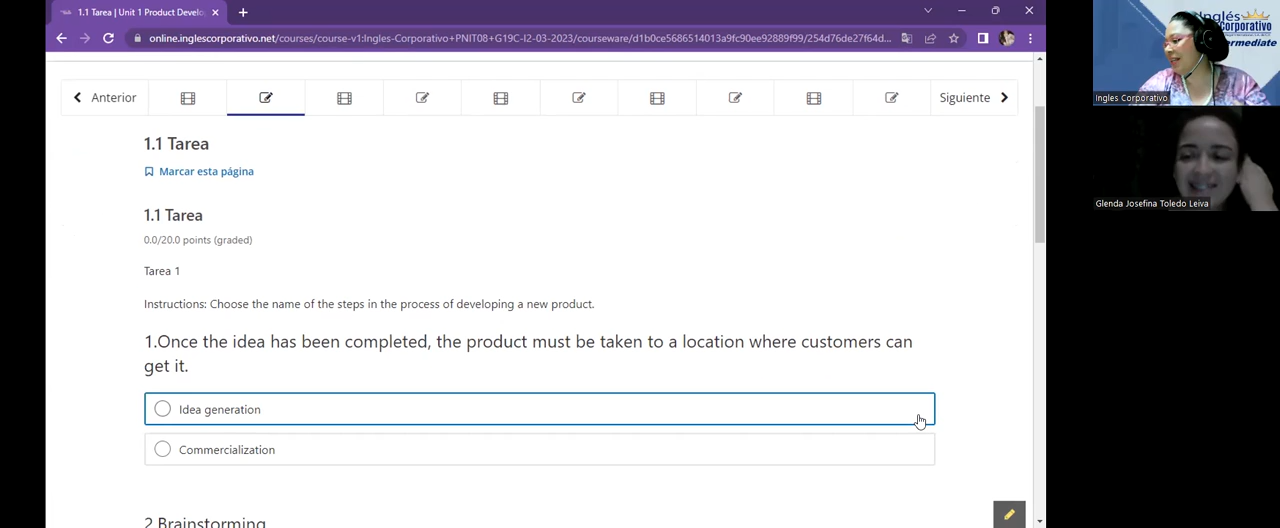 1.1 Tarea | Unit 1 Product Develo
online.inglescorporativo.net/courses/course-v1:Ingles-Corporativo+PNIT08+G19C-I2-03-2023/courseware/d1b0ce5686514013a9fc90ee92889f99/254d76de27f64d...
Anterior
Siguiente
1.1 Tarea
Marcar esta página
1.1 Tarea
0.0/20.0 points (graded)
Tarea 1
Instructions: Choose the name of the steps in the process of developing a new product.
1.Once the idea has been completed, the product must be taken to a location where customers can
get it.
Idea generation
Commercialization
2.Brainstorming
Inglés
Corporativo
Intermediate
Ingles Corporativo
Glenda Josefina Toledo Leiva